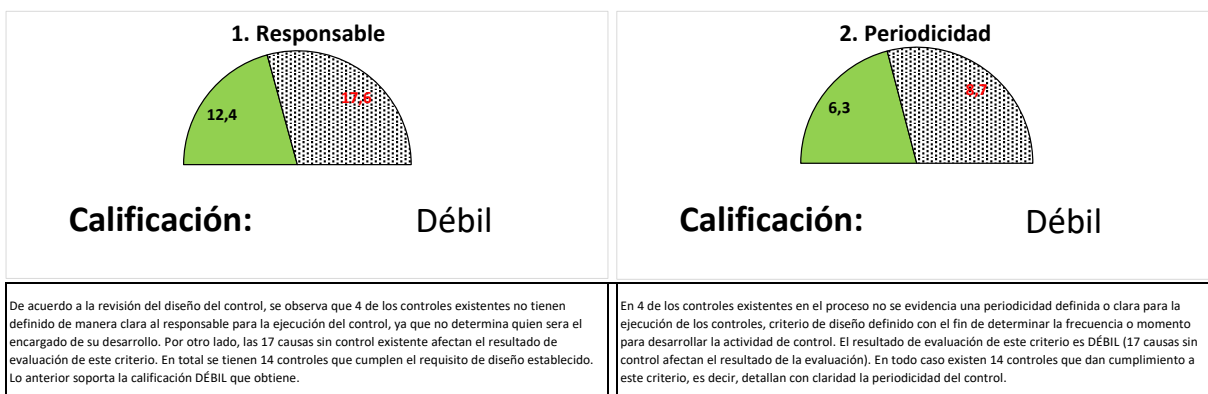 1. Responsable
12,4
17,6
Calificación:
Débil
De acuerdo a la revisión del diseño del control, se observa que 4 de los controles existentes no tienen
definido de manera clara al responsable para la ejecución del control, ya que no determina quien sera el
encargado de su desarrollo. Por otro lado, las 17 causas sin control existente afectan el resultado de
evaluación de este criterio. En total se tienen 14 controles que cumplen el requisito de diseño establecido.
Lo anterior soporta la calificación DÉBIL que obtiene.
2. Periodicidad
6,3
8,7
Calificación:
Débil
En 4 de los controles existentes en el proceso no se evidencia una periodicidad definida o clara para la
ejecución de los controles, criterio de diseño definido con el fin de determinar la frecuencia o momento
para desarrollar la actividad de control. El resultado de evaluación de este criterio es DÉBIL (17 causas sin
control afectan el resultado de la evaluación). En todo caso existen 14 controles que dan cumplimiento a
este criterio, es decir, detallan con claridad la periodicidad del control.